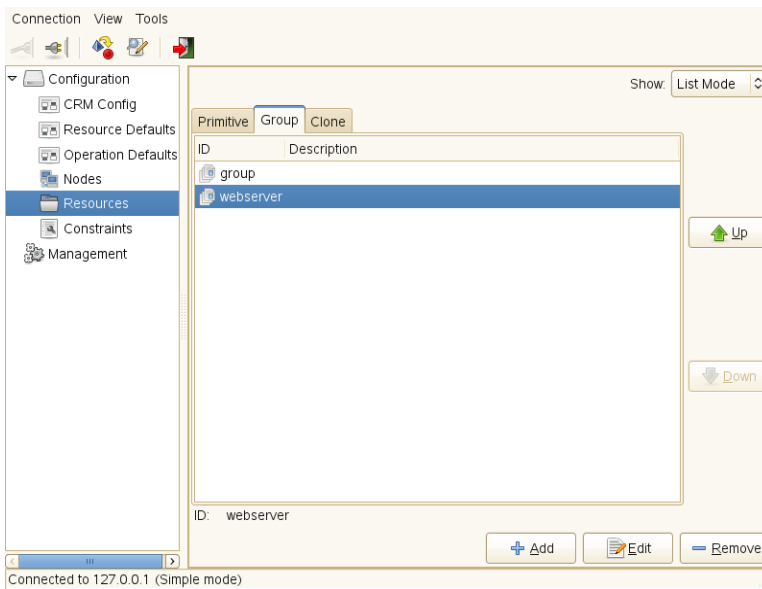 Connection View Tools
Configuration
CRM Config
Resource Defaults
Operation Defaults
Nodes
Resources
Constraints
Management
Show: List Mode
Primitive Group Clone
ID Description
group
webserver
Up
Down
ID: webserver
Add Edit Remove
Connected to 127.0.0.1 (Simple mode)